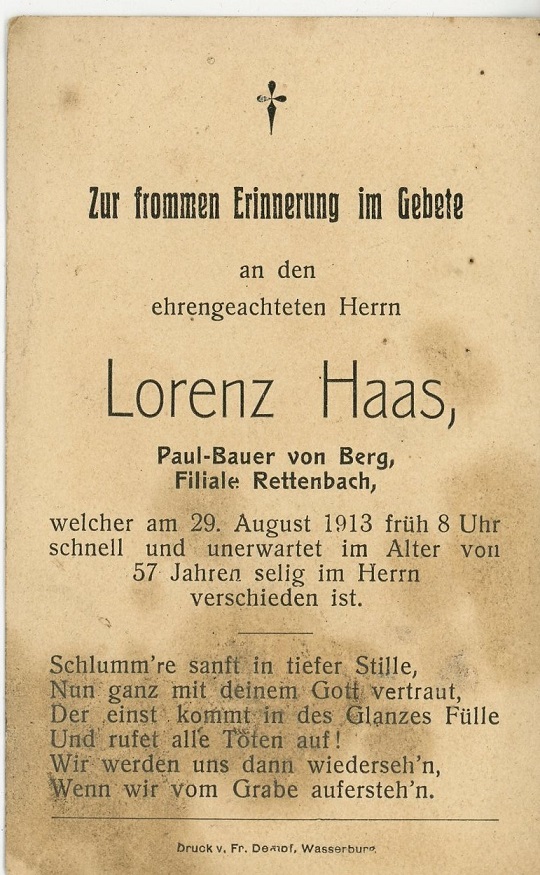 Zur frommen Erinnerung im Gebete
an den
ehrengeachteten Herrn
Lorenz Haas,
Paul-Bauer von Berg,
Filiale Rettenbach,
welcher am 29. August 1913 früh 8 Uhr
schnell und unerwartet im Alter von
57 Jahren selig im Herrn
verschieden ist.
Schlumm're sanft in tiefer Stille,
Nun ganz mit deinem Gott vertraut,
Der einst kommt in des Glanzes Fülle
Und rufet alle Toten auf!
Wir werden uns dann wiederseh'n,
Wenn wir vom Grabe aufersteh'n.
Druck v. Fr. Dempf, Wasserburg.